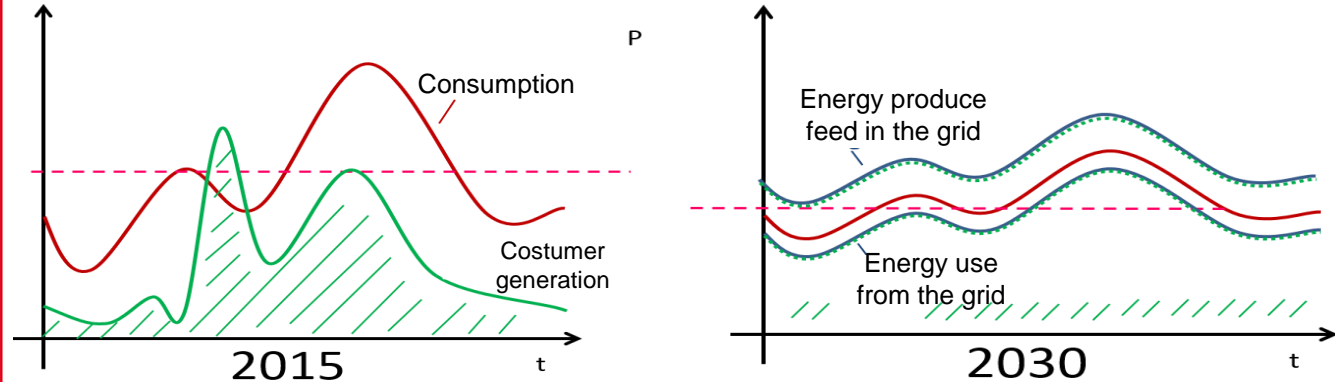 Consumption
Costumer
generation
t
2015
P
Energy produce
feed in the grid
Energy use
from the grid
t
2030